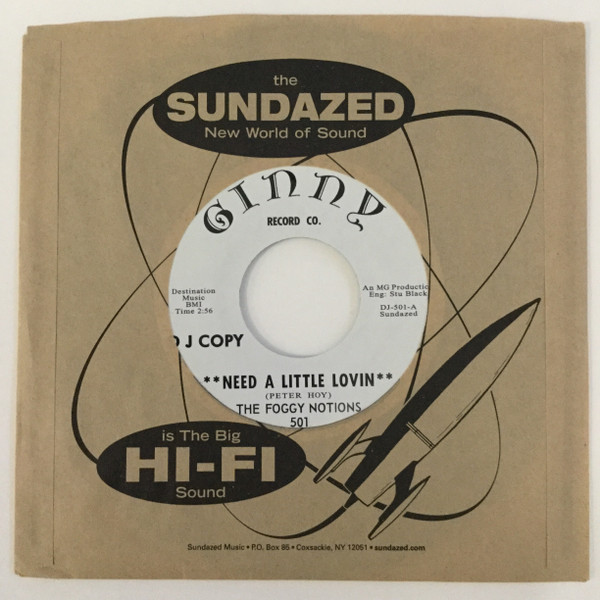 the
SUNDAZED
New World of Sound
GINNY
RECORD CO.
Destination
Music
BMI
Time 2:56
An MG Productio
Eng: Stu Black
DJ-501-A
Sundazed
D J COPY
**NEED A LITTLE LOVIN**
(PETER HOY)
THE FOGGY NOTIONS
501
is The Big
HI-FI
Sound
Sundazed Music • P.O. Box 85 • Coxsackie, NY 12051 • sundazed.com